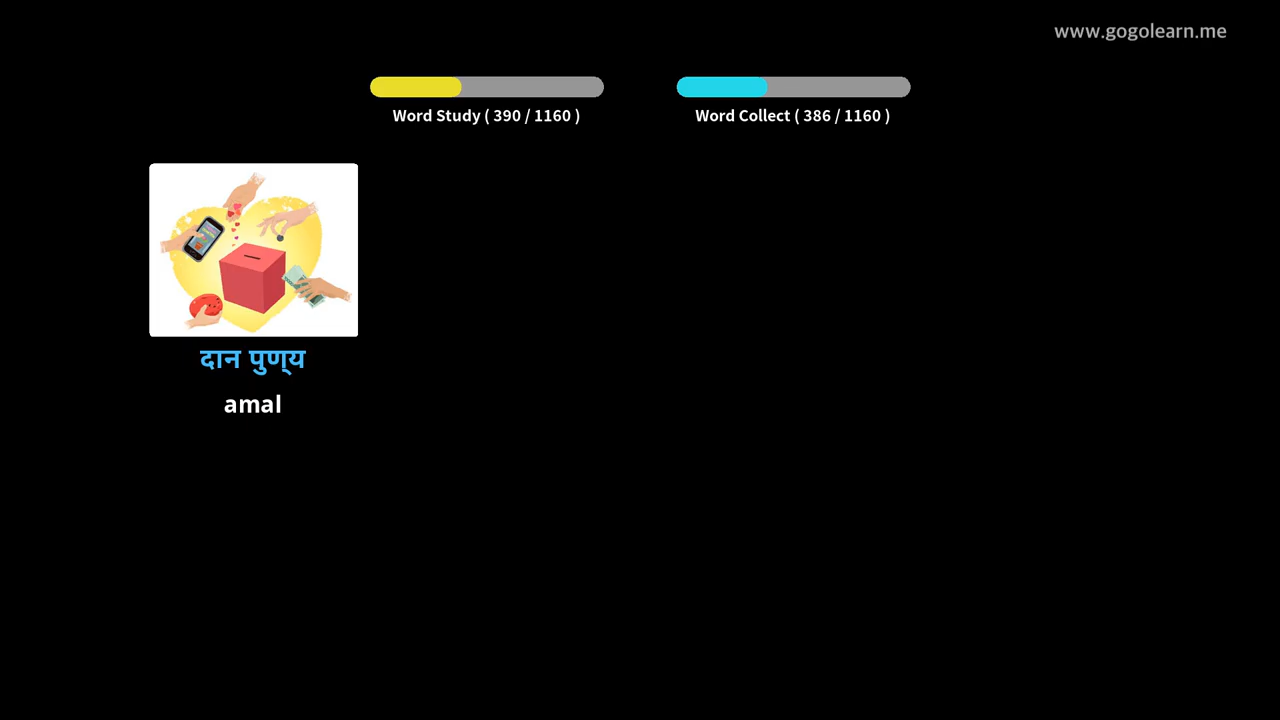 www.gogolearn.me
Word Study ( 390 / 1160 )
Word Collect ( 386 / 1160 )
दान पुण्य
amal